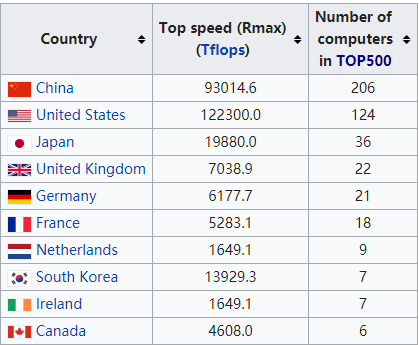 Country Top speed (Rmax) (Tflops) Number of computers in TOP500
China 93014.6 206
United States 122300.0 124
Japan 19880.0 36
United Kingdom 7038.9 22
Germany 6177.7 21
France 5283.1 18
Netherlands 1649.1 9
South Korea 13929.3 7
Ireland 1649.1 7
Canada 4608.0 6